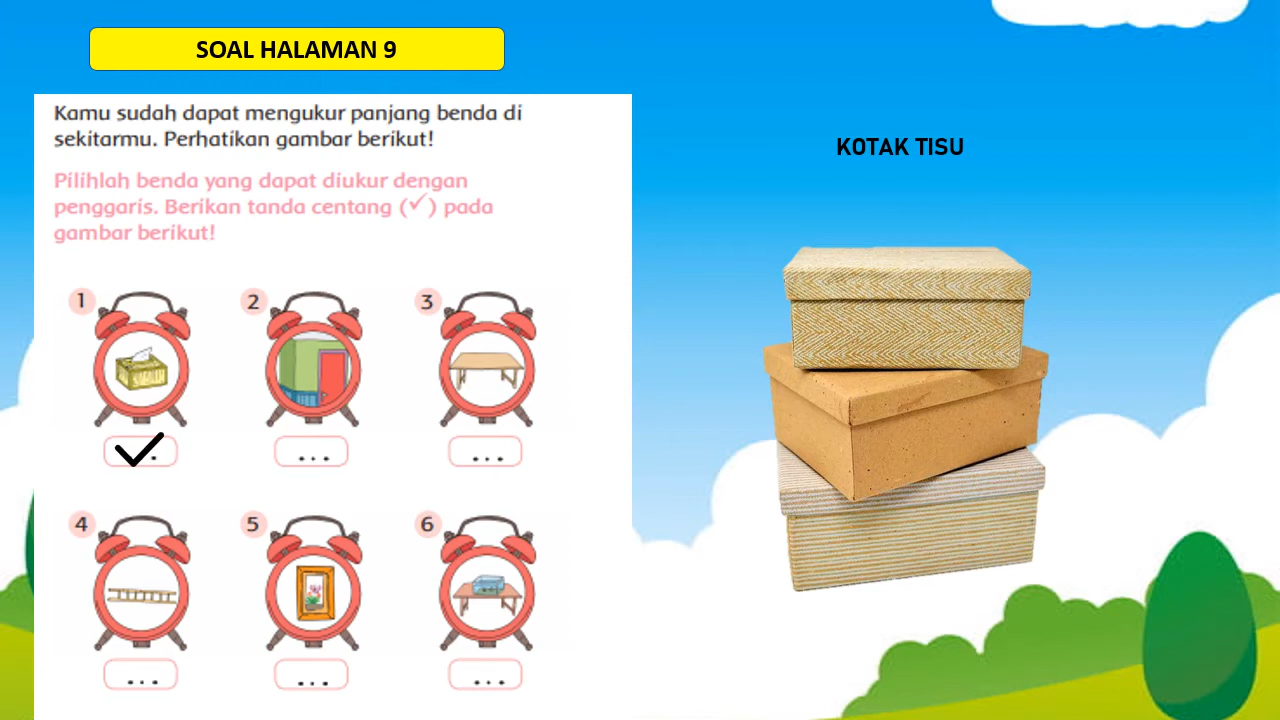 SOAL HALAMAN 9
Kamu sudah dapat mengukur panjang benda di
sekitarmu. Perhatikan gambar berikut!
Pilihlah benda yang dapat diukur dengan
penggaris. Berikan tanda centang (✓) pada
gambar berikut!
1
2
3
...
...
4
5
6
...
...
...
KOTAK TISU